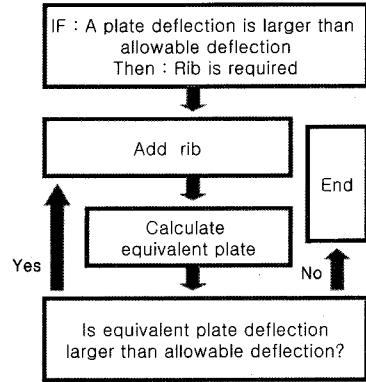 IF : A plate deflection is larger than
allowable deflection
Then : Rib is required
Add rib
End
Calculate
equivalent plate
Yes
No
Is equivalent plate deflection
larger than allowable deflection?